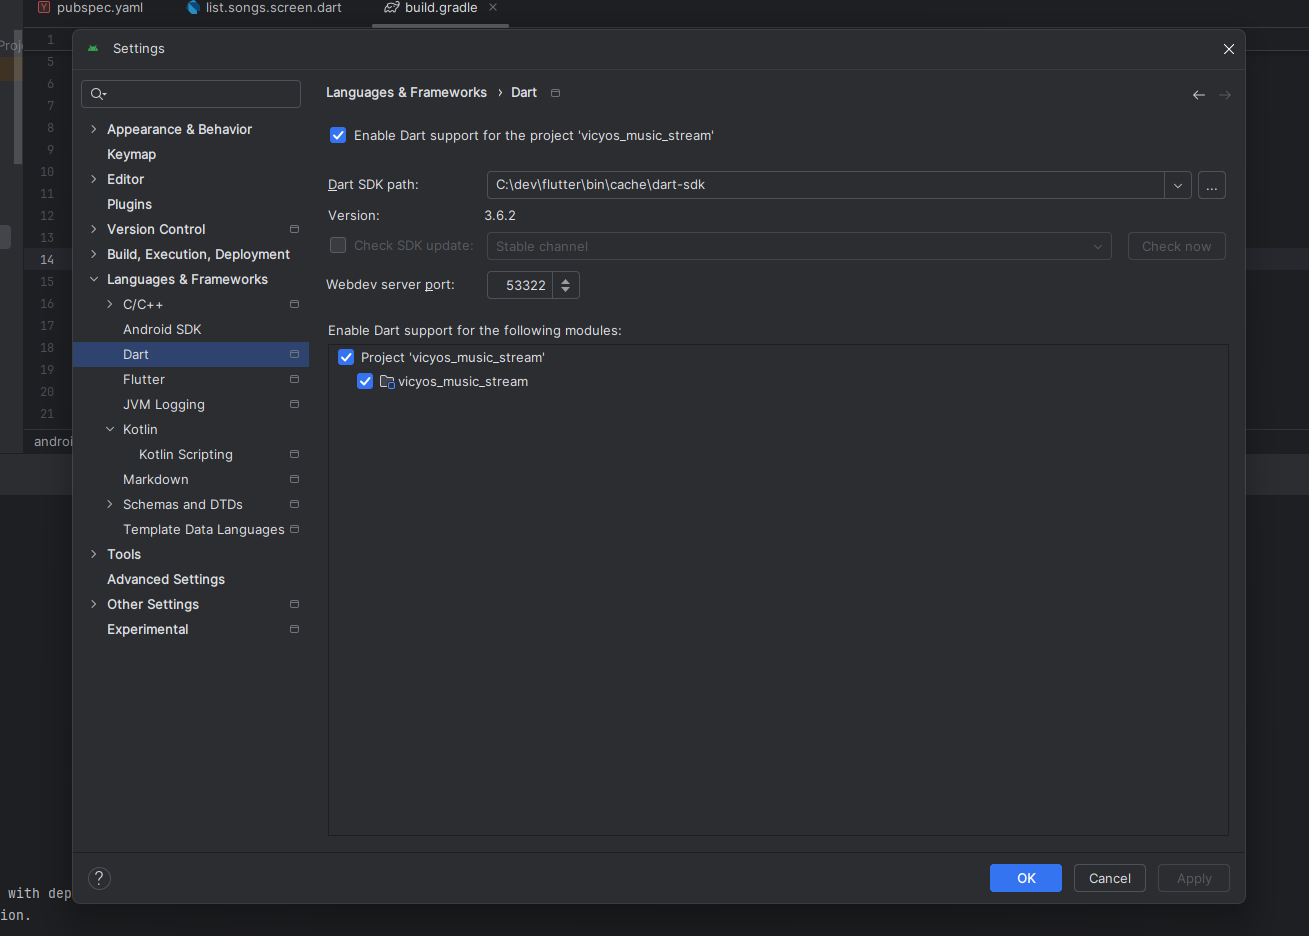 pubspec.yaml
list.songs.screen.dart
build.gradle
Settings
Proj
1
5
6
7
8
9
10
11
12
13
14
15
16
17
18
19
20
21
Appearance & Behavior
Keymap
Editor
Plugins
Version Control
Build, Execution, Deployment
Languages & Frameworks
C/C++
Android SDK
Dart
Flutter
JVM Logging
Kotlin
Kotlin Scripting
Markdown
Schemas and DTDs
Template Data Languages
Tools
Advanced Settings
Other Settings
Experimental
Languages & Frameworks › Dart
Enable Dart support for the project 'vicyos_music_stream'
Dart SDK path: C:\dev\flutter\bin\cache\dart-sdk ...
Version: 3.6.2
Check SDK update: Stable channel Check now
Webdev server port: 53322
Enable Dart support for the following modules:
Project 'vicyos_music_stream'
vicyos_music_stream
androi
with dep
ion.
?
OK Cancel Apply